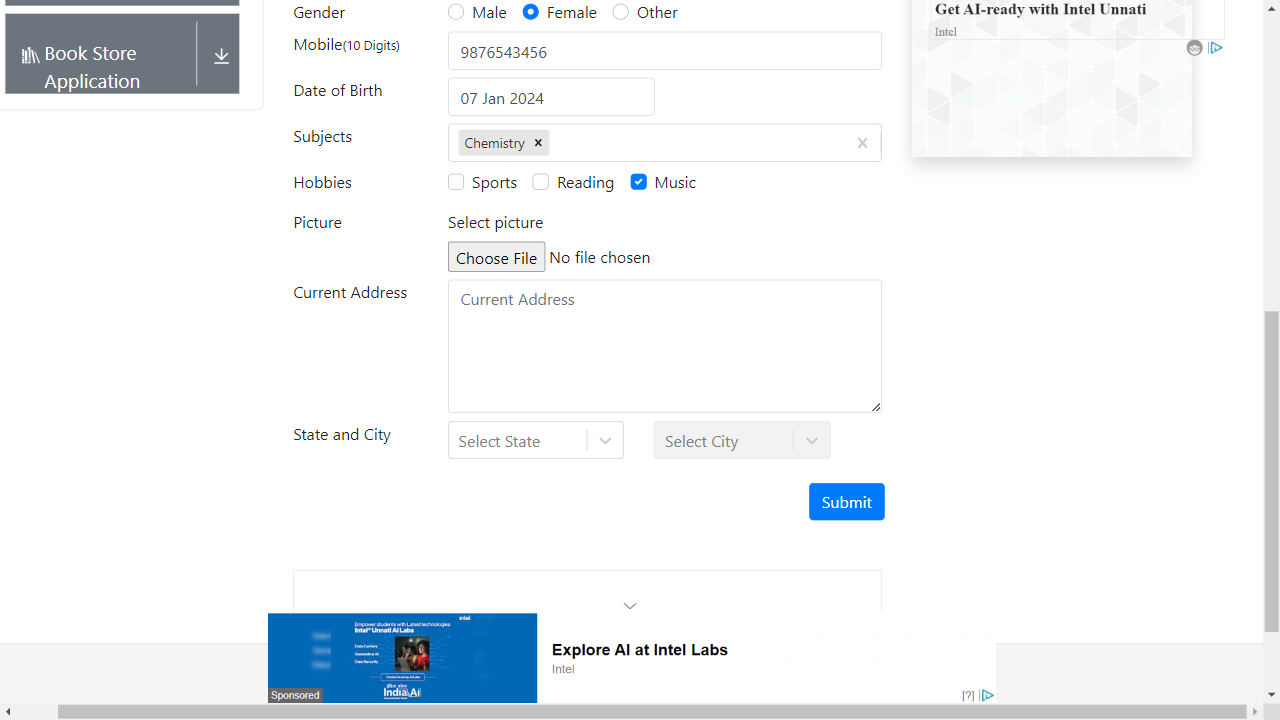 Gender
Male Female Other
Get AI-ready with Intel Unnati
Intel
Book Store
Application
Mobile(10 Digits)
9876543456
Date of Birth
07 Jan 2024
Subjects
Chemistry
Hobbies
Sports Reading Music
Picture
Select picture
Choose File No file chosen
Current Address
Current Address
State and City
Select State
Select City
Submit
Empower students with Latest technologies
intel
Intel® Unnati AI Labs
Data Centers
Generative AI
Data Security
India Ai
Sponsored
Explore AI at Intel Labs
Intel
[?]